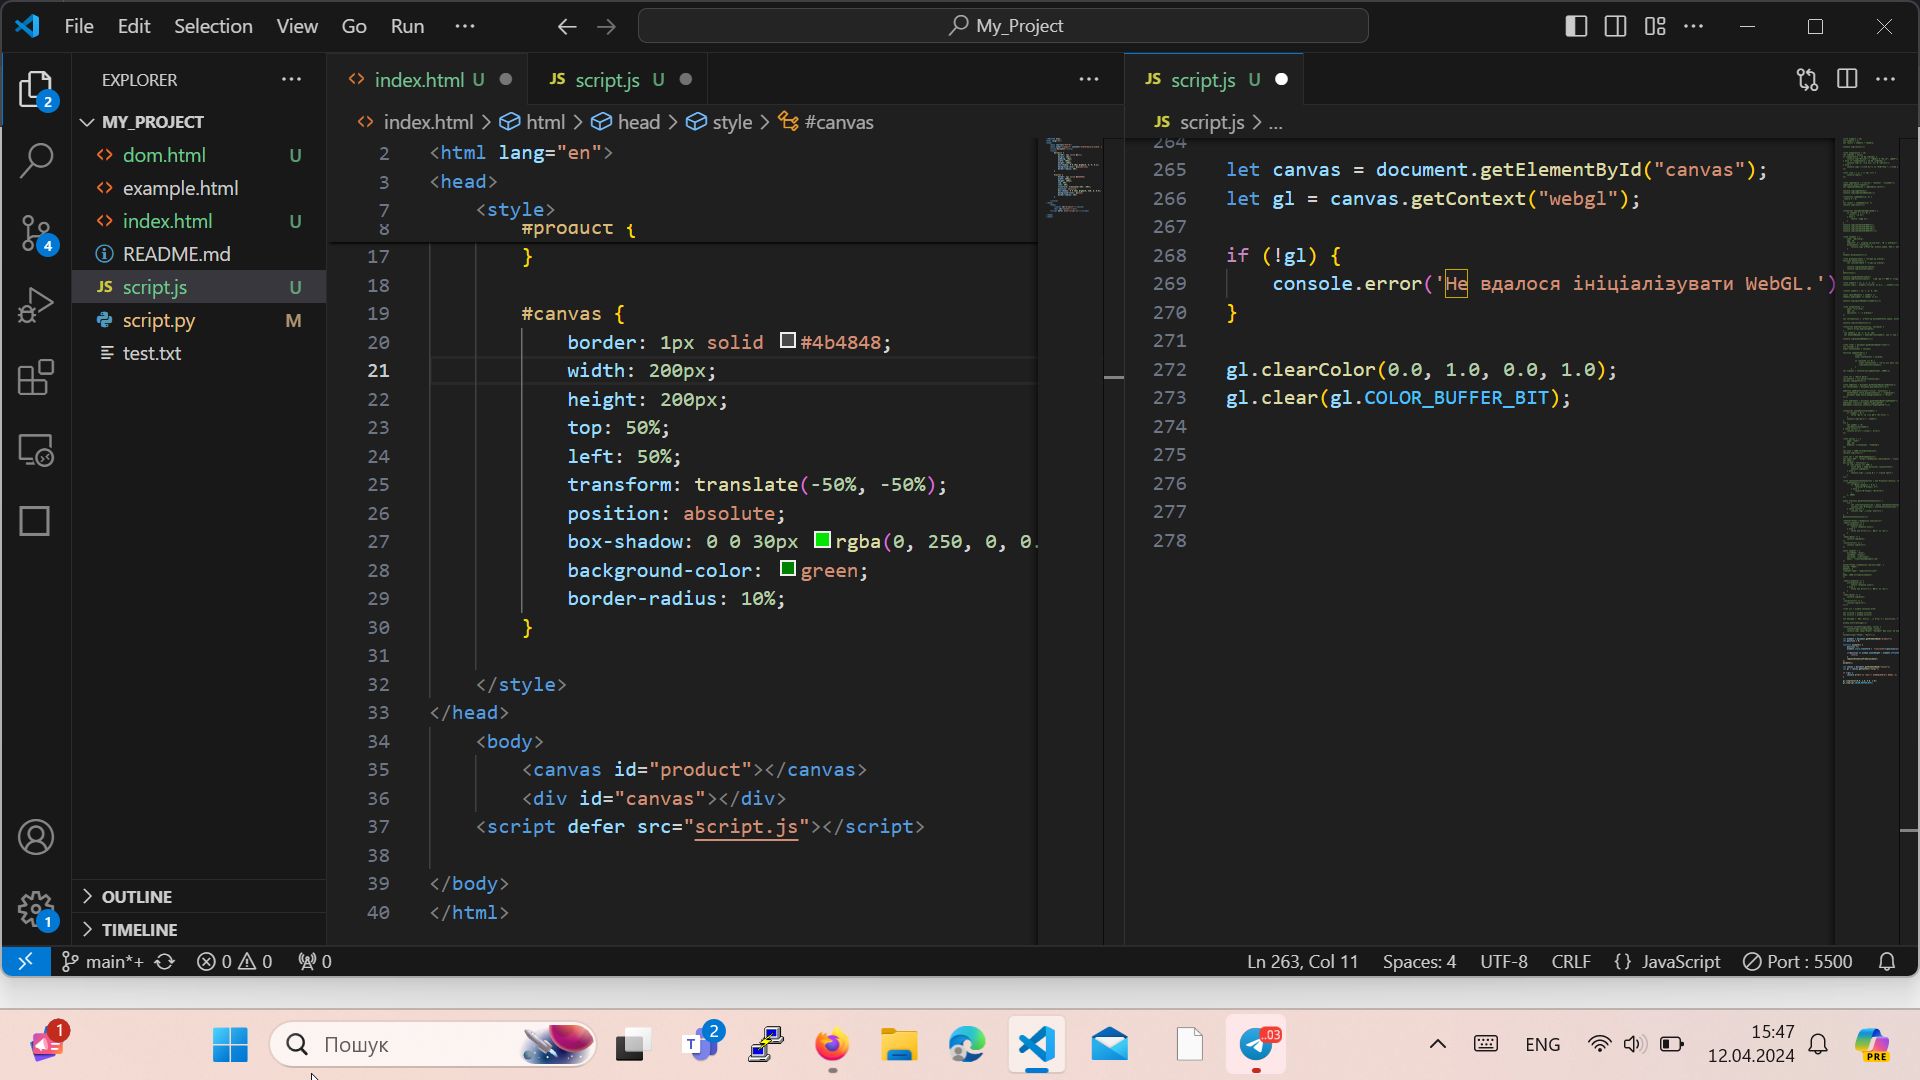 File Edit Selection View Go Run
My_Project
EXPLORER
MY_PROJECT
dom.html U
example.html
index.html U
README.md
script.js U
script.py M
test.txt
OUTLINE
TIMELINE
2
4
1
index.html U
JS script.js U
index.html > html > head > style > #canvas
2 <html lang="en">
3 <head>
7 <style>
8 #product {
17 }
18
19 #canvas {
20 border: 1px solid #4b4848;
21 width: 200px;
22 height: 200px;
23 top: 50%;
24 left: 50%;
25 transform: translate(-50%, -50%);
26 position: absolute;
27 box-shadow: 0 0 30px rgba(0, 250, 0, 0.
28 background-color: green;
29 border-radius: 10%;
30 }
31
32 </style>
33 </head>
34 <body>
35 <canvas id="product"></canvas>
36 <div id="canvas"></div>
37 <script defer src="script.js"></script>
38
39 </body>
40 </html>
JS script.js U
JS script.js > ...
264
265 let canvas = document.getElementById("canvas");
266 let gl = canvas.getContext("webgl");
267
268 if (!gl) {
269 console.error('Не вдалося ініціалізувати WebGL.')
270 }
271
272 gl.clearColor(0.0, 1.0, 0.0, 1.0);
273 gl.clear(gl.COLOR_BUFFER_BIT);
274
275
276
277
278
main*+ 0 0 0
Ln 263, Col 11 Spaces: 4 UTF-8 CRLF {} JavaScript Port : 5500
1
Пошук
2
T
..03
ENG
15:47
12.04.2024
PRE